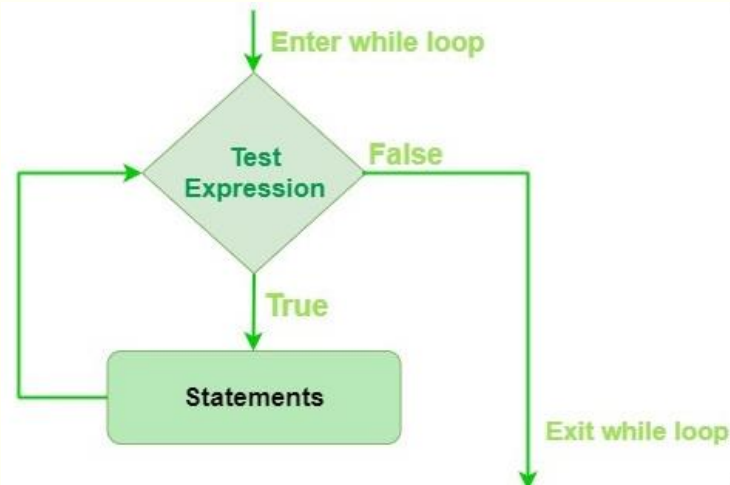 Enter while loop
Test
Expression
False
True
Statements
Exit while loop